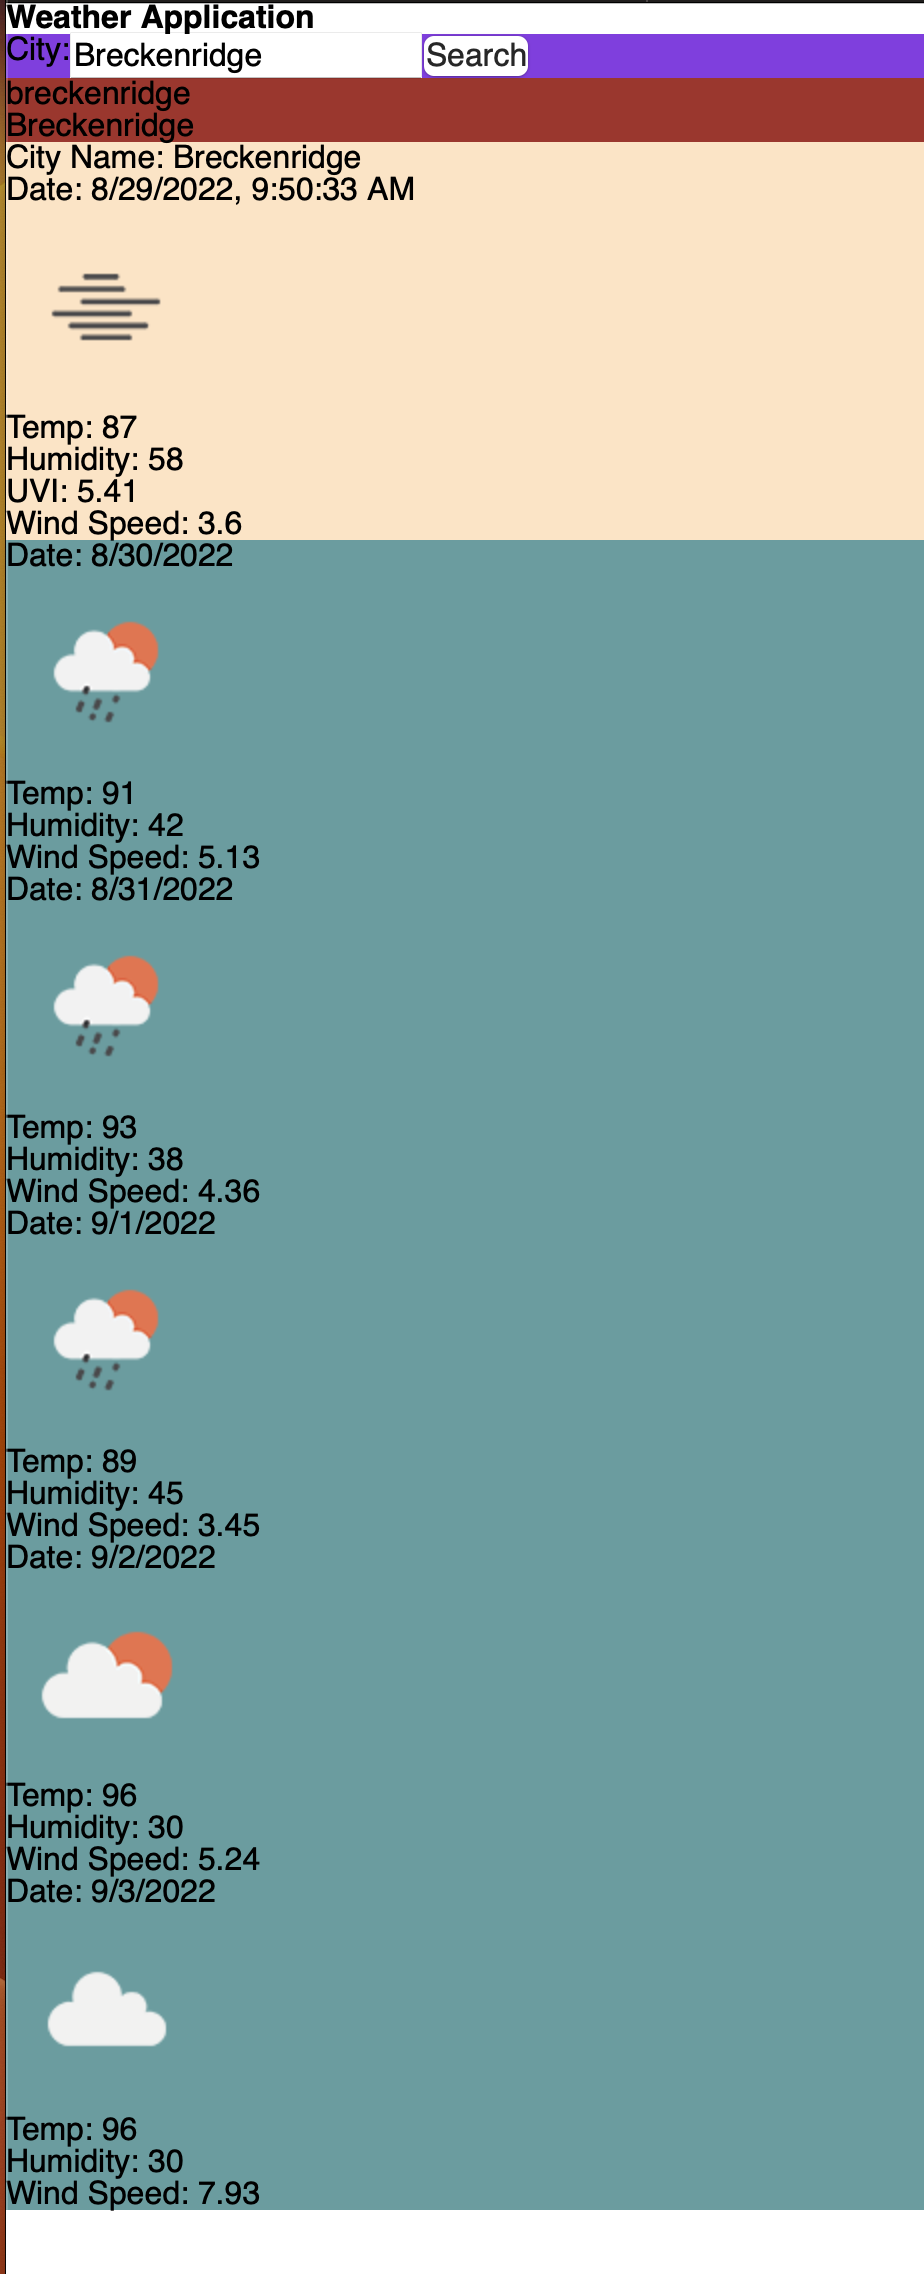 Weather Application
City: Breckenridge Search
breckenridge
Breckenridge
City Name: Breckenridge
Date: 8/29/2022, 9:50:33 AM
Temp: 87
Humidity: 58
UVI: 5.41
Wind Speed: 3.6
Date: 8/30/2022
Temp: 91
Humidity: 42
Wind Speed: 5.13
Date: 8/31/2022
Temp: 93
Humidity: 38
Wind Speed: 4.36
Date: 9/1/2022
Temp: 89
Humidity: 45
Wind Speed: 3.45
Date: 9/2/2022
Temp: 96
Humidity: 30
Wind Speed: 5.24
Date: 9/3/2022
Temp: 96
Humidity: 30
Wind Speed: 7.93